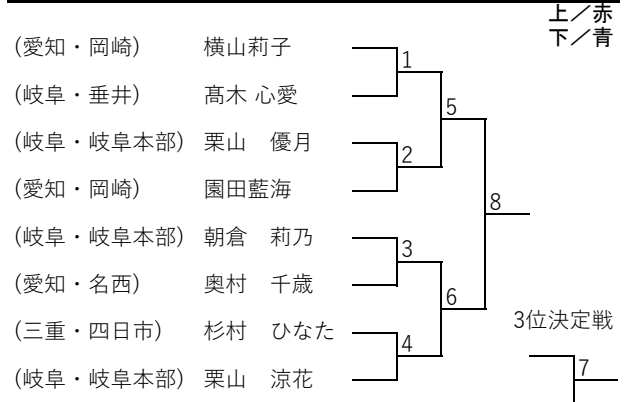 上／赤
下／青
(愛知・岡崎) 横山莉子
1
(岐阜・垂井) 髙木 心愛
5
(岐阜・岐阜本部) 栗山　優月
2
(愛知・岡崎) 園田藍海
8
(岐阜・岐阜本部) 朝倉　莉乃
3
(愛知・名西) 奥村　千歳
6
(三重・四日市) 杉村　ひなた
3位決定戦
4
7
(岐阜・岐阜本部) 栗山　涼花